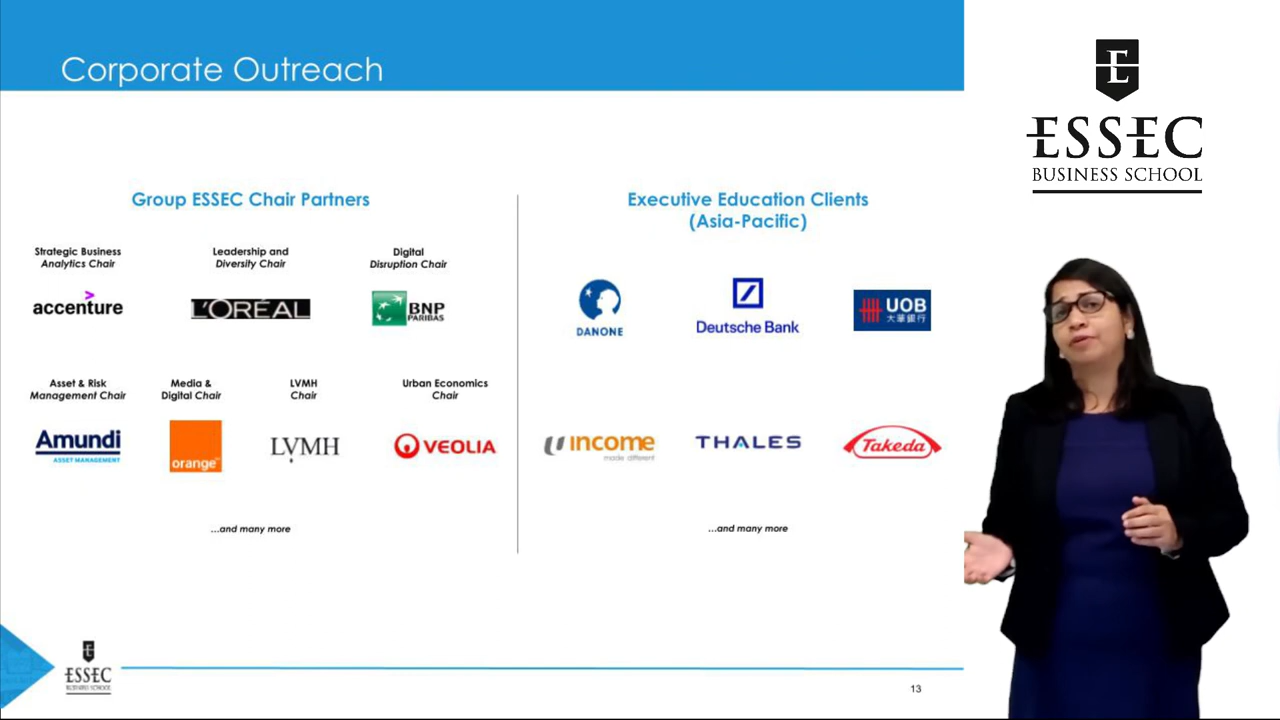 Corporate Outreach
E
ESSEC
BUSINESS SCHOOL
Group ESSEC Chair Partners
Strategic Business
Analytics Chair
Leadership and
Diversity Chair
Digital
Disruption Chair
accenture
L'ORÉAL
BNP
PARIBAS
Asset & Risk
Management Chair
Media &
Digital Chair
LVMH
Chair
Urban Economics
Chair
Amundi
ASSET MANAGEMENT
orange
LVMH
VEOLIA
...and many more
Executive Education Clients
(Asia-Pacific)
DANONE
Deutsche Bank
UOB
大華銀行
INCOME
made different
THALES
Takeda
...and many more
E
ESSEC
BUSINESS SCHOOL
13